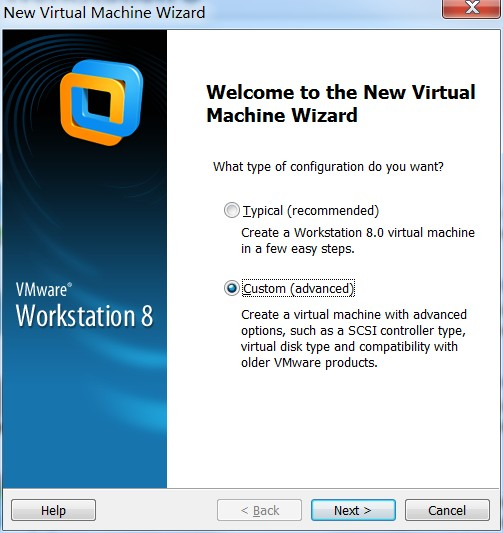 New Virtual Machine Wizard
Welcome to the New Virtual
Machine Wizard
What type of configuration do you want?
Typical (recommended)
Create a Workstation 8.0 virtual machine
in a few easy steps.
Custom (advanced)
Create a virtual machine with advanced
options, such as a SCSI controller type,
virtual disk type and compatibility with
older VMware products.
VMware®
Workstation 8
Help
< Back
Next >
Cancel